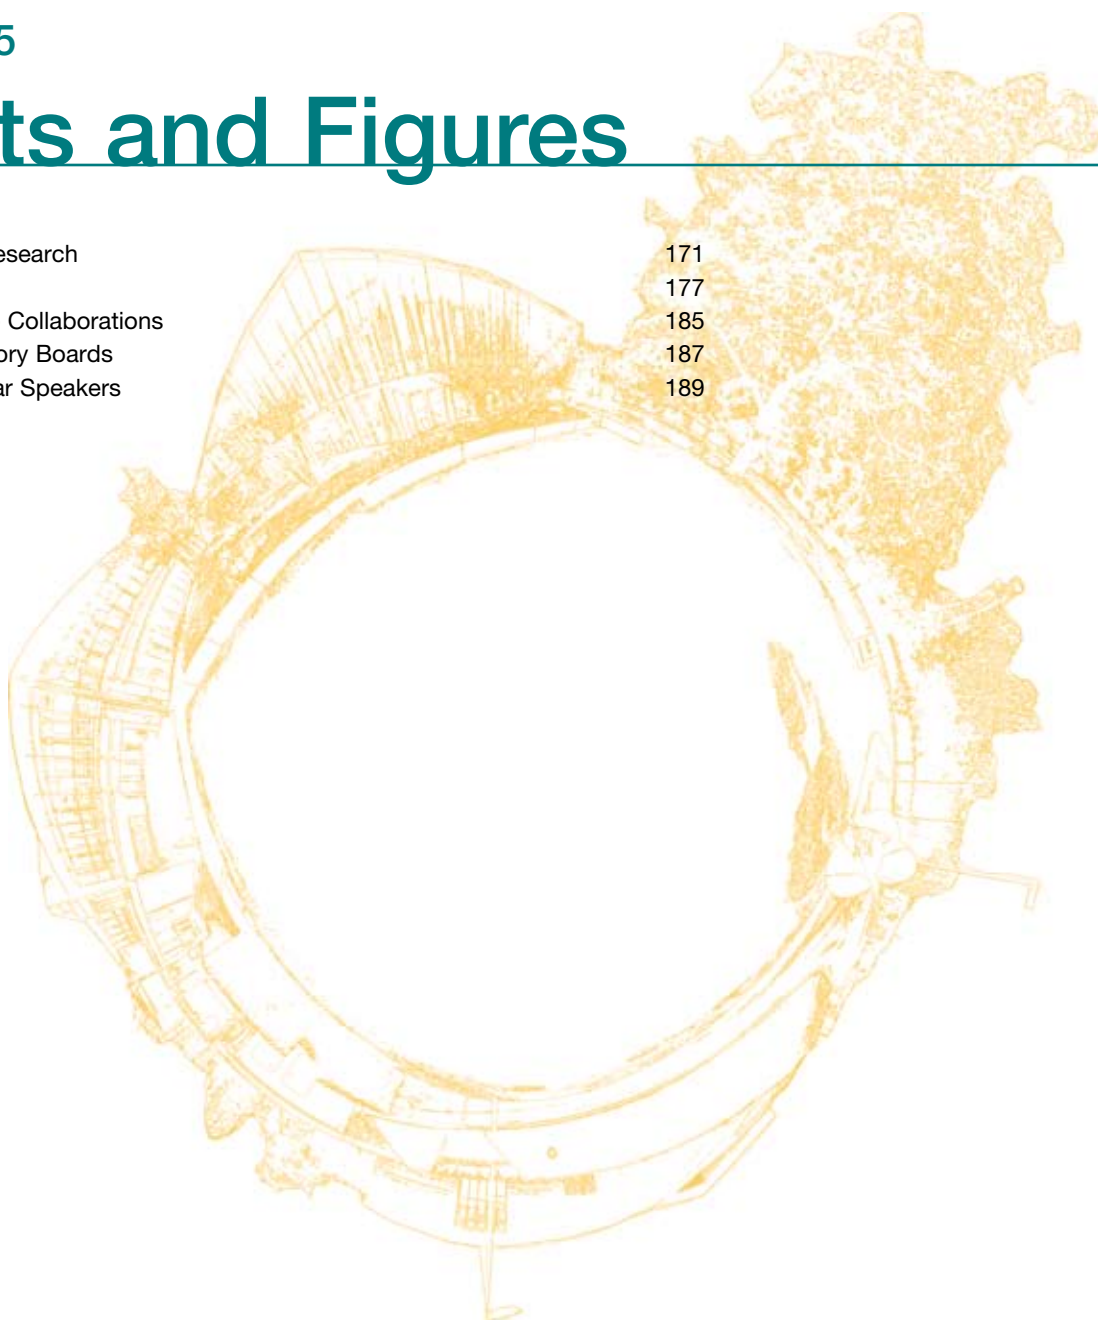 5
ts and Figures
esearch 171
177
Collaborations 185
ory Boards 187
ar Speakers 189